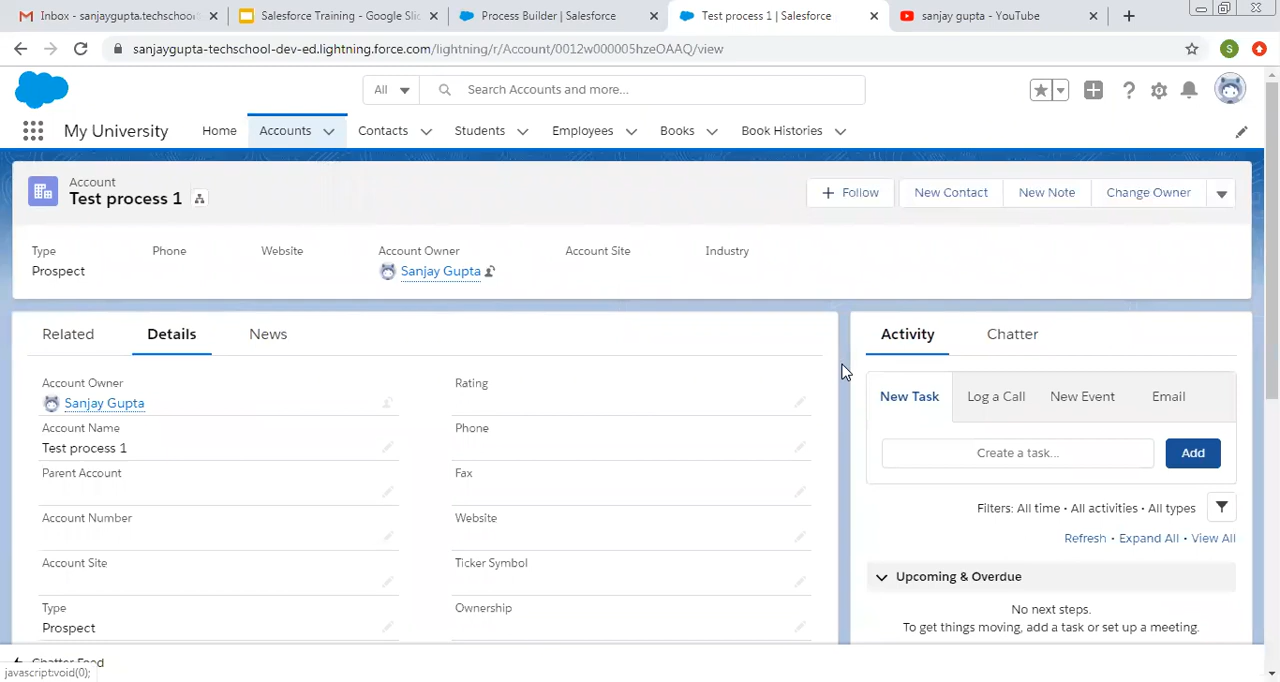 Inbox - sanjaygupta.techschool
Salesforce Training - Google Slic
Process Builder | Salesforce
Test process 1 | Salesforce
sanjay gupta - YouTube
sanjaygupta-techschool-dev-ed.lightning.force.com/lightning/r/Account/0012w000005hzeOAAQ/view
S
All
Search Accounts and more...
My University
Home
Accounts
Contacts
Students
Employees
Books
Book Histories
Account
Test process 1
Follow
New Contact
New Note
Change Owner
Type
Phone
Website
Account Owner
Account Site
Industry
Prospect
Sanjay Gupta
Related
Details
News
Activity
Chatter
Account Owner
Sanjay Gupta
Rating
Account Name
Test process 1
Phone
Parent Account
Fax
Account Number
Website
Account Site
Ticker Symbol
Type
Prospect
Ownership
New Task
Log a Call
New Event
Email
Create a task...
Add
Filters: All time • All activities • All types
Refresh • Expand All • View All
Upcoming & Overdue
No next steps.
To get things moving, add a task or set up a meeting.
Chatter Feed
javascript:void(0);